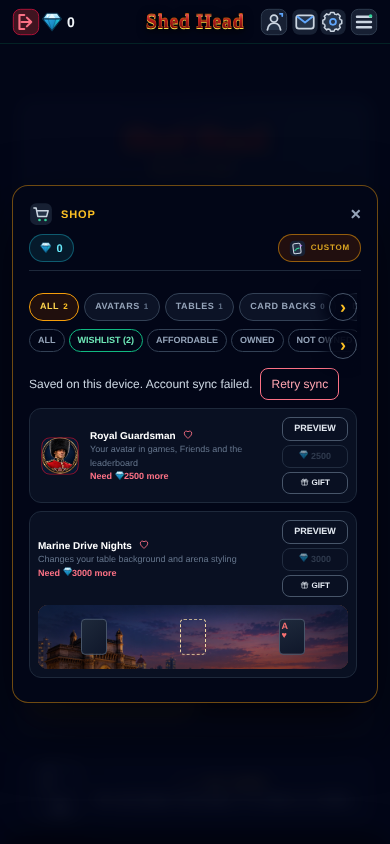 0
Shed Head
SHOP
×
0
CUSTOM
ALL 2
AVATARS 1
TABLES 1
CARD BACKS 0
›
ALL
WISHLIST (2)
AFFORDABLE
OWNED
NOT OW
›
Saved on this device. Account sync failed.
Retry sync
Royal Guardsman
Your avatar in games, Friends and the
leaderboard
Need 2500 more
PREVIEW
2500
GIFT
Marine Drive Nights
Changes your table background and arena styling
Need 3000 more
PREVIEW
3000
GIFT
A